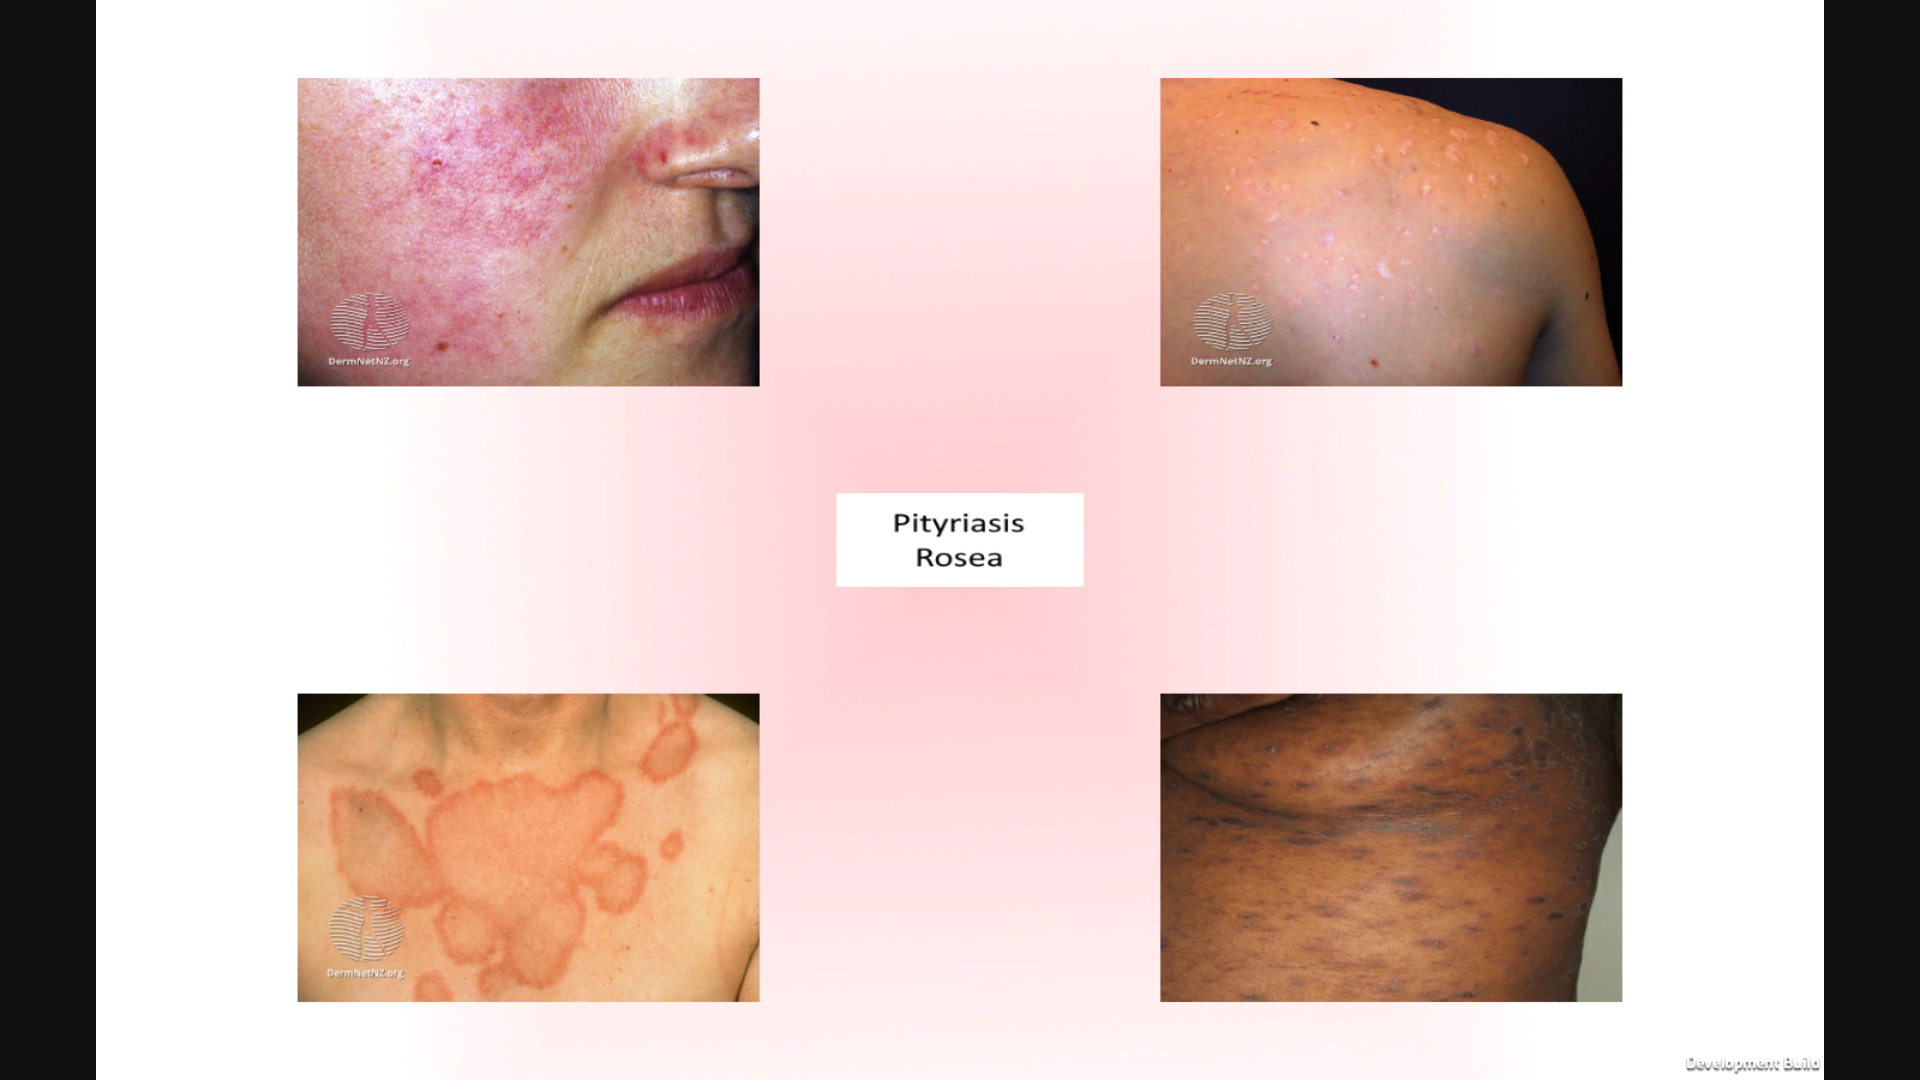 DermNetNZ.org
DermNetNZ.org
Pityriasis
Rosea
DermNetNZ.org
Development Build